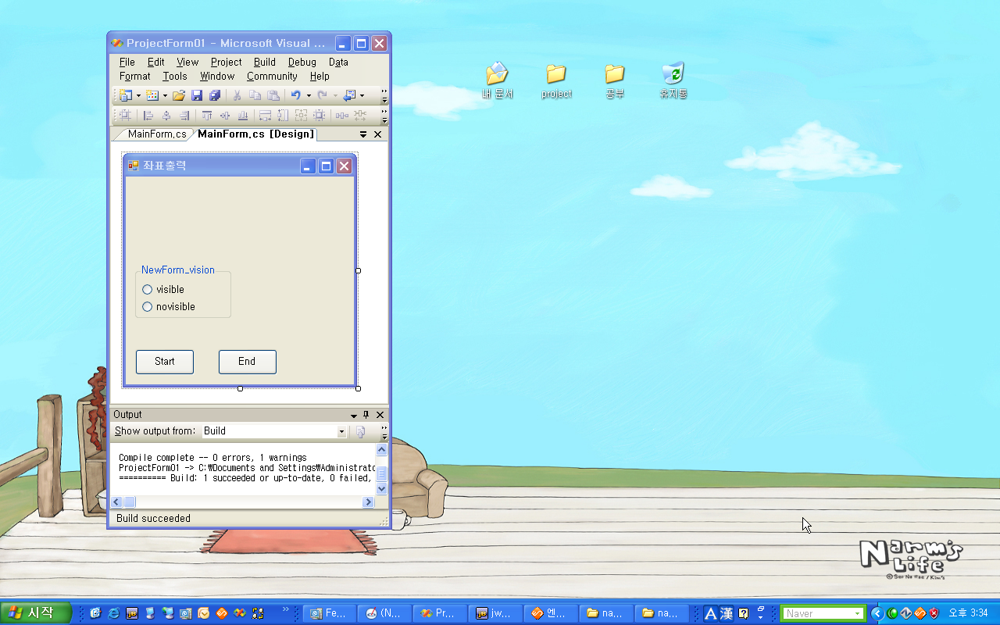 ProjectForm01 - Microsoft Visual ...
File Edit View Project Build Debug Data
Format Tools Window Community Help
MainForm.cs MainForm.cs [Design]
좌표출력
NewForm_vision
visible
novisible
Start End
Output
Show output from: Build
Compile complete -- 0 errors, 1 warnings
ProjectForm01 -> C:\Documents and Settings\Administrato
========== Build: 1 succeeded or up-to-date, 0 failed,
Build succeeded
내 문서 project 공부 휴지통
Narm's
Life
시작 Fe... (N... Pr... jw... 엔... na... na... A 漢 Naver 오후 3:34